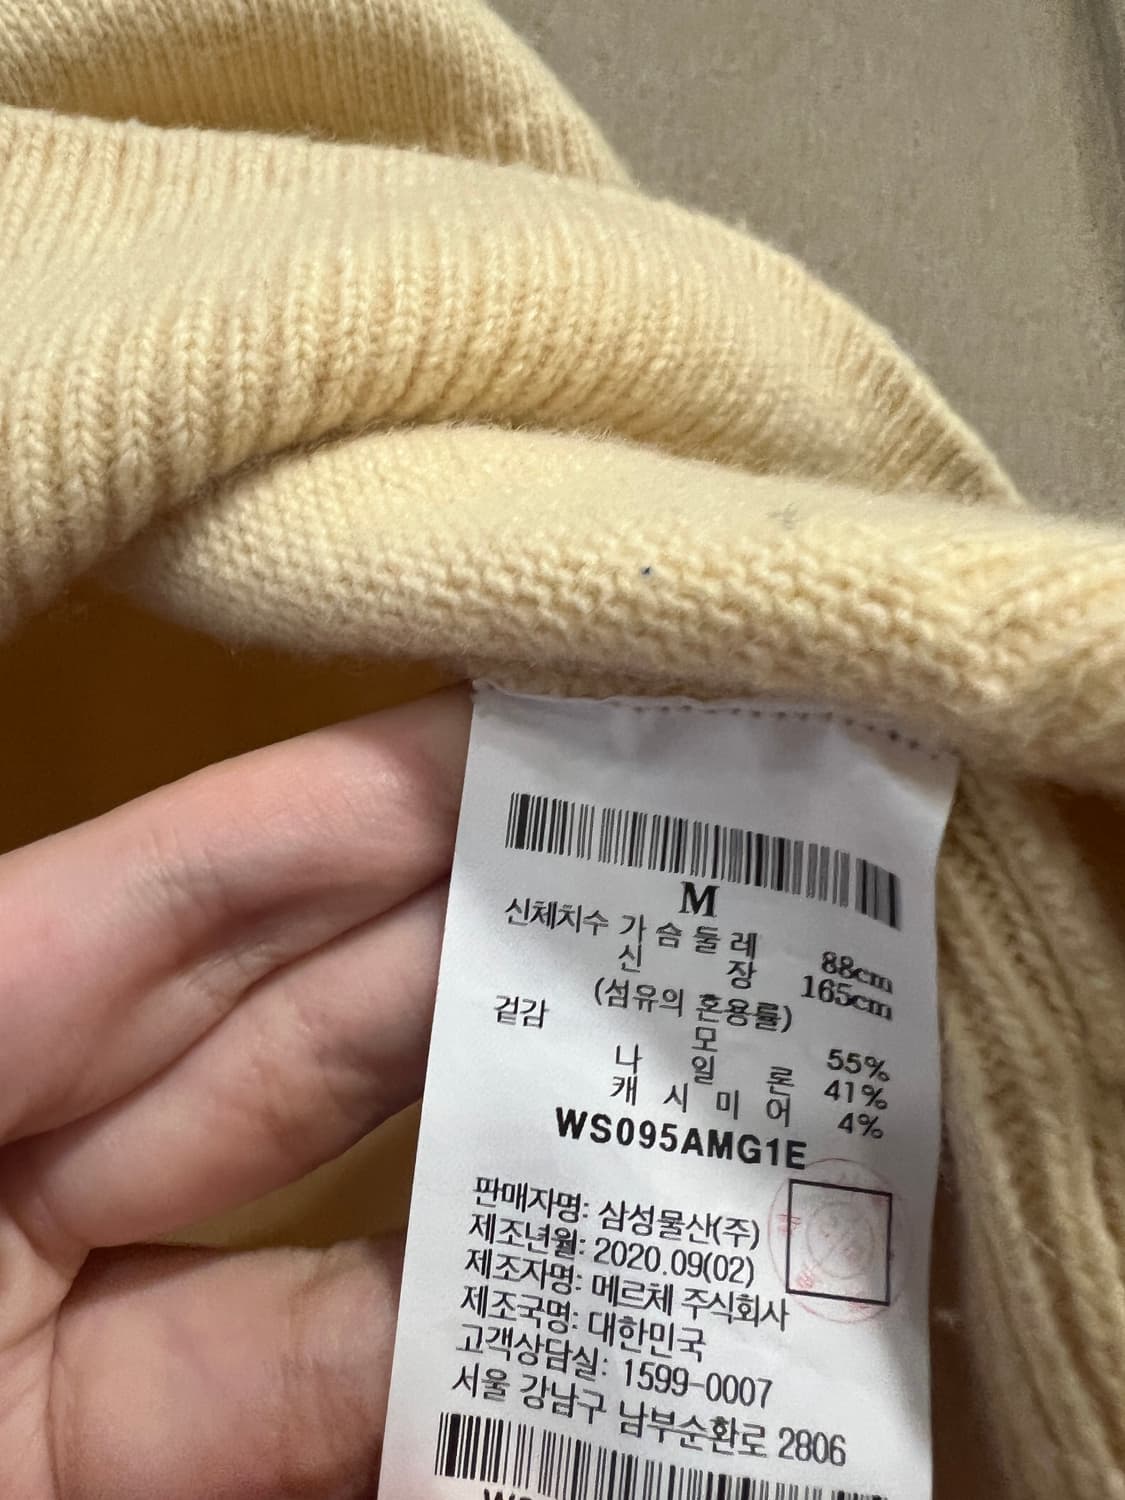 M
신체치수 가슴둘레 88cm
신장 165cm
(섬유의 혼용률)
겉감 모 55%
나일론 41%
캐시미어 4%
WS095AMG1E
판매자명: 삼성물산(주)
제조년월: 2020.09(02)
제조자명: 메르체 주식회사
제조국명: 대한민국
고객상담실: 1599-0007
서울 강남구 남부순환로 2806